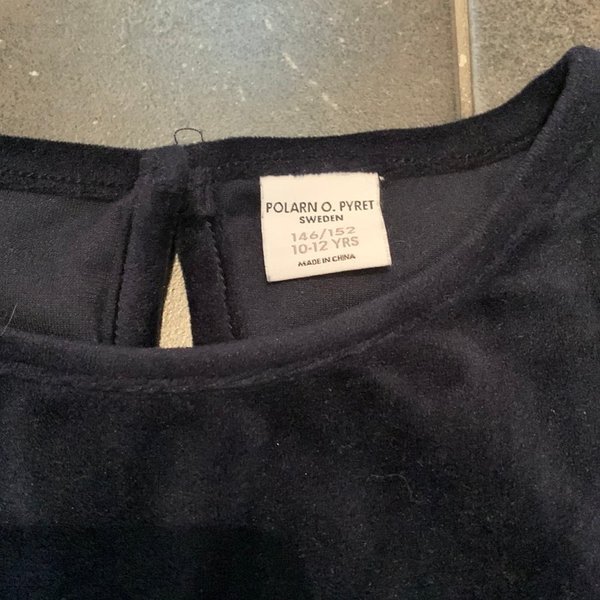 POLARN O. PYRET
SWEDEN
146/152
10-12 YRS
MADE IN CHINA